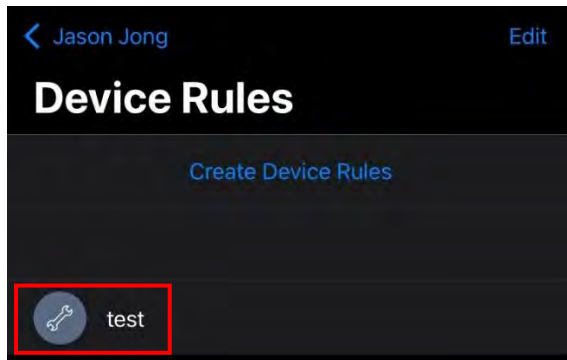 Jason Jong
Edit
Device Rules
Create Device Rules
test